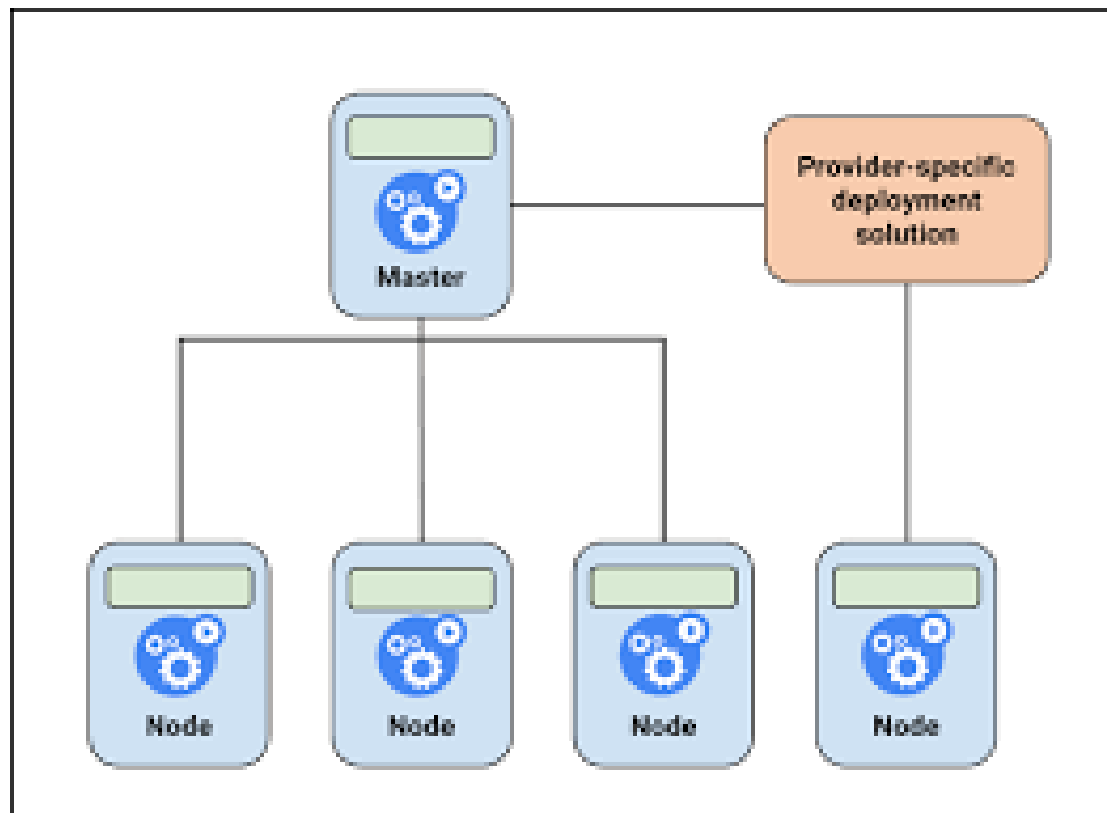 Provider-specific
deployment
solution
Master
Node
Node
Node
Node